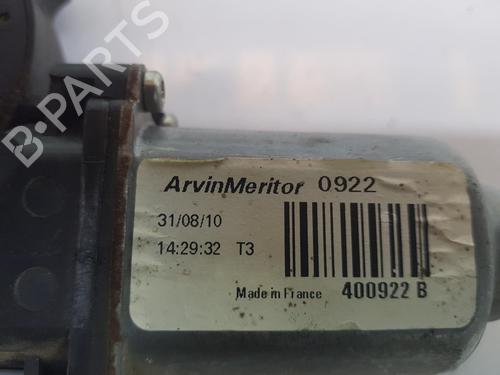 B-PARTS
ArvinMeritor 0922
31/08/10
14:29:32 T3
Made in France 400922 B